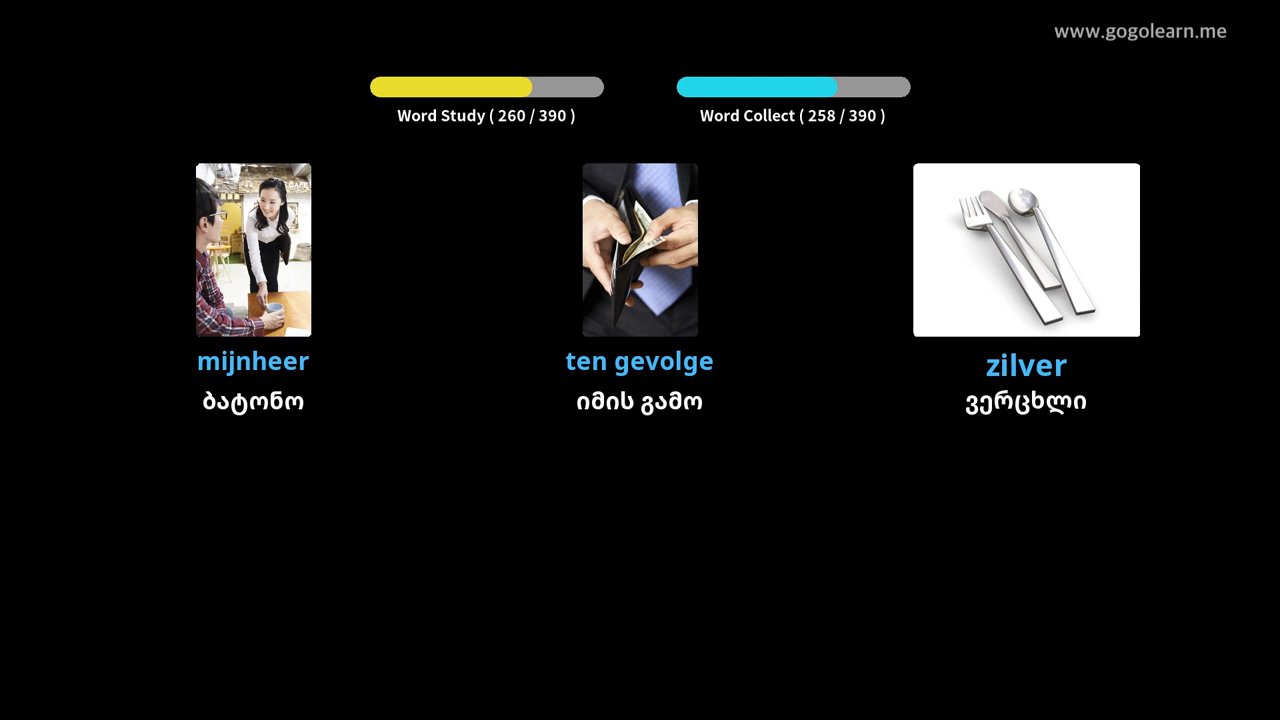 www.gogolearn.me
Word Study ( 260 / 390 )
Word Collect ( 258 / 390 )
mijnheer
ბატონო
ten gevolge
იმის გამო
zilver
ვერცხლი